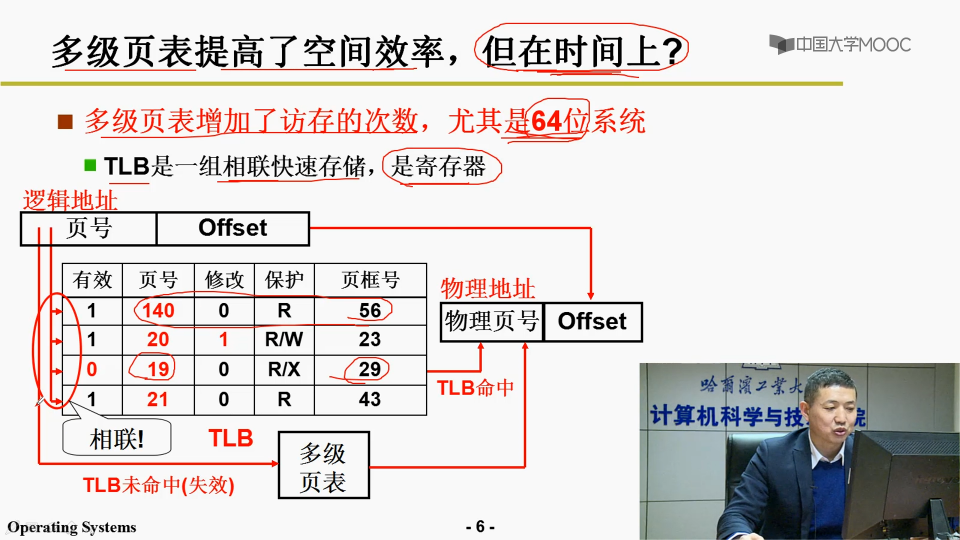 多级页表提高了空间效率，但在时间上?
中国大学MOOC
多级页表增加了访存的次数，尤其是64位系统
TLB是一组相联快速存储，是寄存器
逻辑地址
页号 Offset
有效 页号 修改 保护 页框号
1 140 0 R 56
1 20 1 R/W 23
0 19 0 R/X 29
1 21 0 R 43
物理地址
物理页号 Offset
TLB命中
相联!
TLB
多级
页表
TLB未命中(失效)
哈爾濱工業大
计算机科学与技 院
Operating Systems
- 6 -